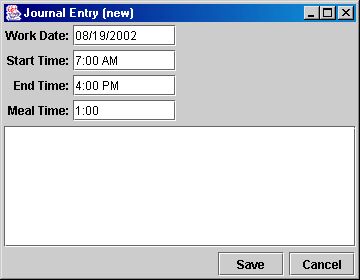 Journal Entry (new)
Work Date: 08/19/2002
Start Time: 7:00 AM
End Time: 4:00 PM
Meal Time: 1:00
Save Cancel